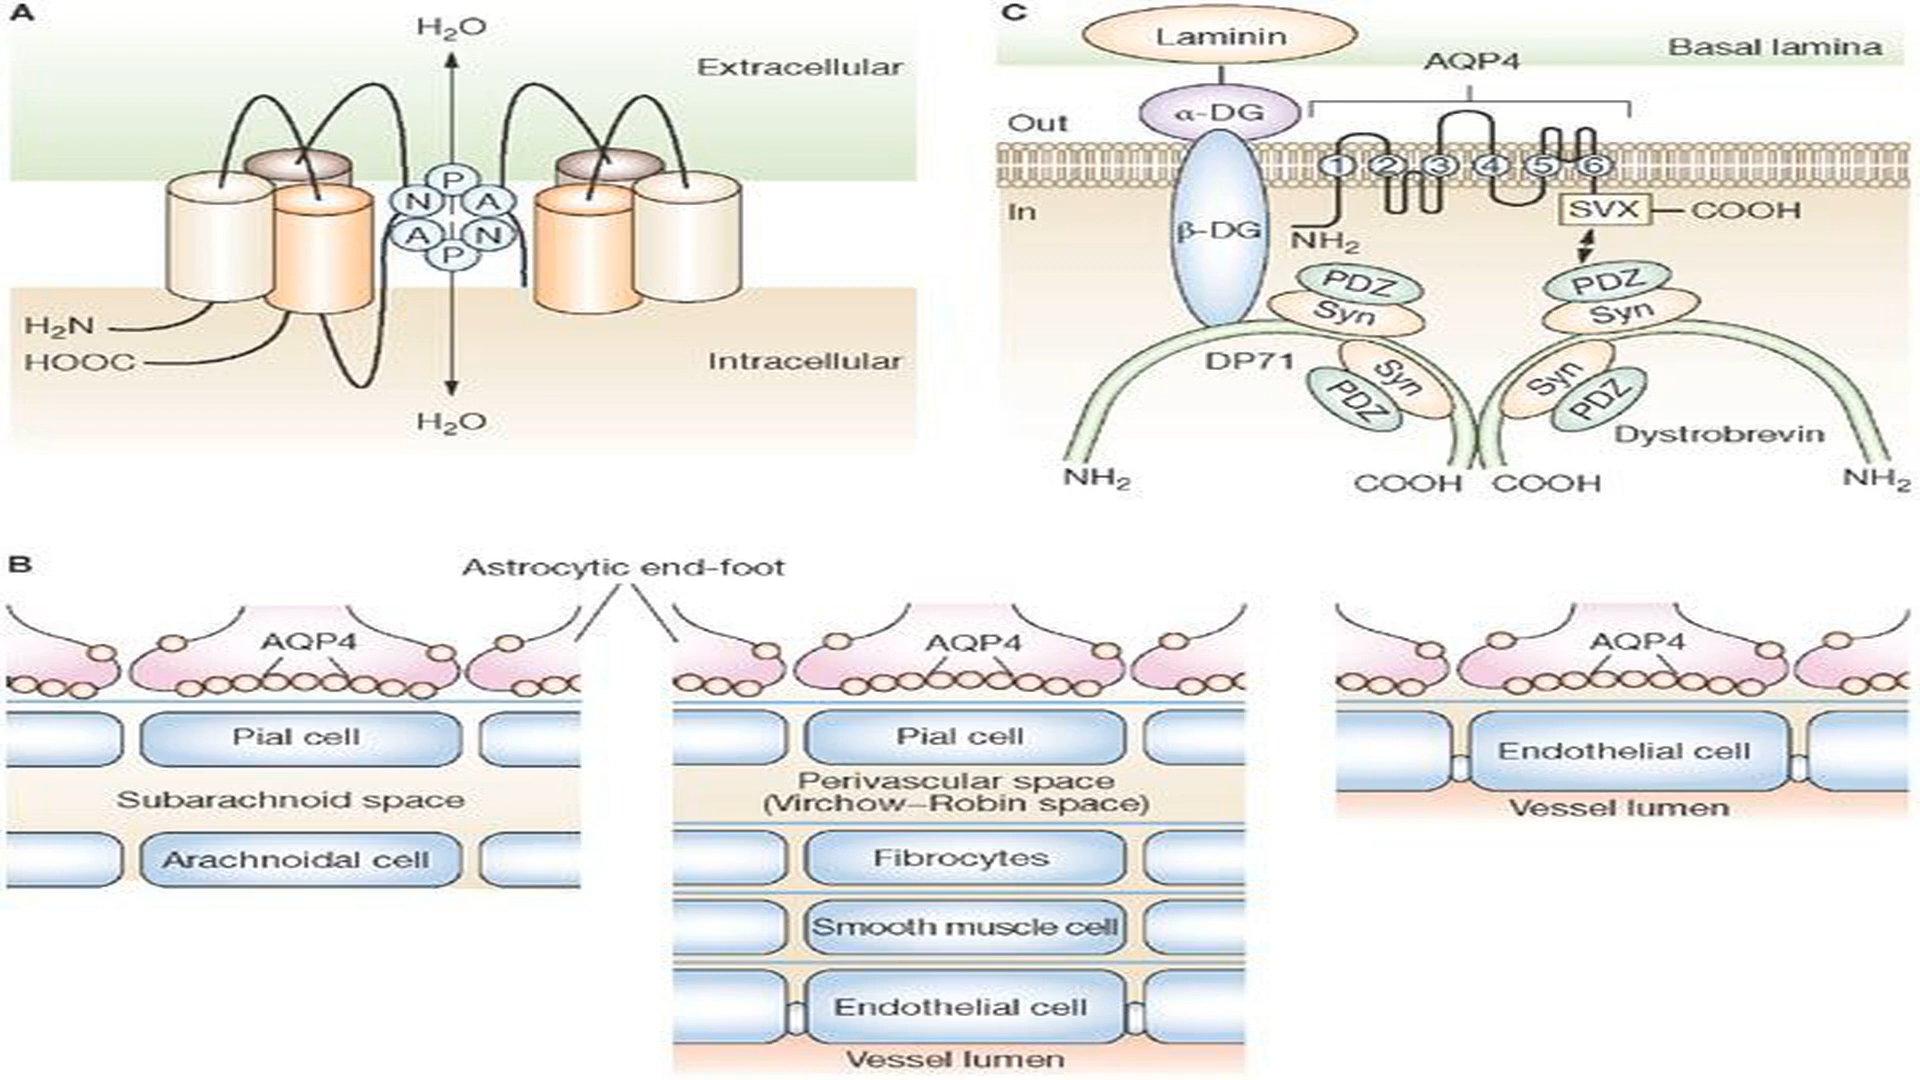 A
H₂O
Extracellular
P
N A
A N
P
H₂N
HOOC
Intracellular
H₂O
C
Laminin
Basal lamina
AQP4
α-DG
Out
1 2 3 4 5 6
In
β-DG
NH₂
SVX COOH
PDZ
Syn
PDZ
Syn
DP71
Syn
PDZ
Syn
PDZ
Dystrobrevin
NH₂
COOH COOH
NH₂
B
Astrocytic end-foot
AQP4
Pial cell
Subarachnoid space
Arachnoidal cell
AQP4
Pial cell
Perivascular space
(Virchow–Robin space)
Fibrocytes
Smooth muscle cell
Endothelial cell
Vessel lumen
AQP4
Endothelial cell
Vessel lumen